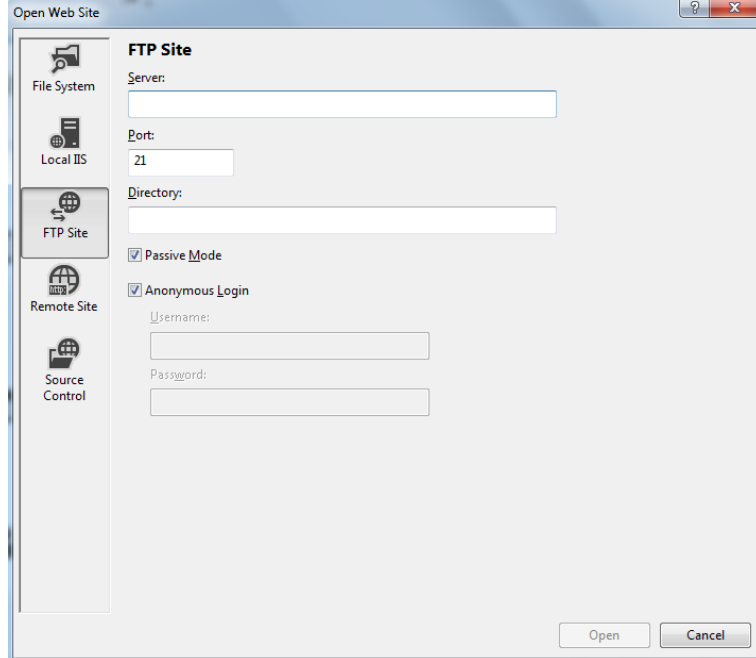 Open Web Site
?
X
File System
Local IIS
FTP Site
http
Remote Site
Source
Control
FTP Site
Server:
Port:
21
Directory:
Passive Mode
Anonymous Login
Username:
Password:
Open
Cancel